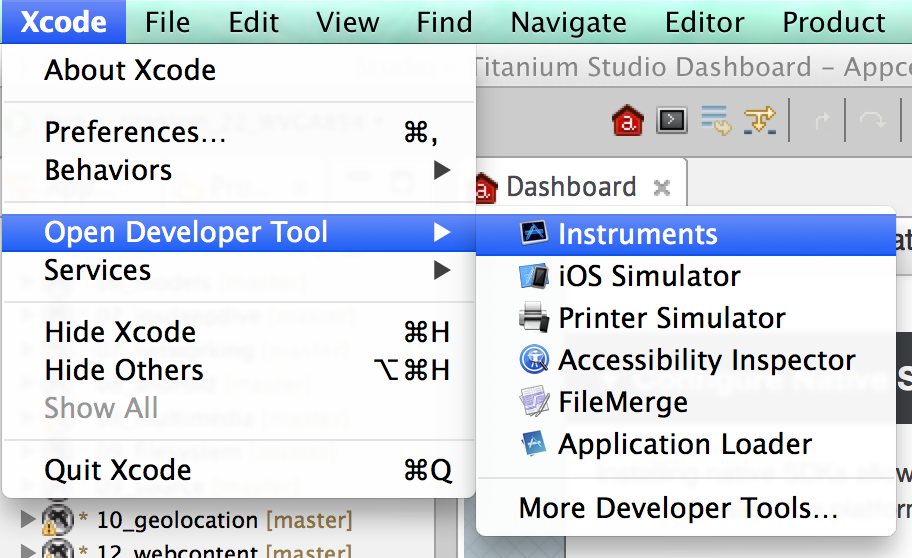 Xcode File Edit View Find Navigate Editor Product
Titanium Studio Dashboard – Appce
About Xcode
Preferences... ⌘,
Behaviors ▶
Dashboard
Open Developer Tool ▶
Services ▶
Hide Xcode ⌘H
Hide Others ⌥⌘H
Show All
Quit Xcode ⌘Q
Instruments
iOS Simulator
Printer Simulator
Accessibility Inspector
FileMerge
Application Loader
More Developer Tools...
* 10_geolocation [master]
* 12_webcontent [master]